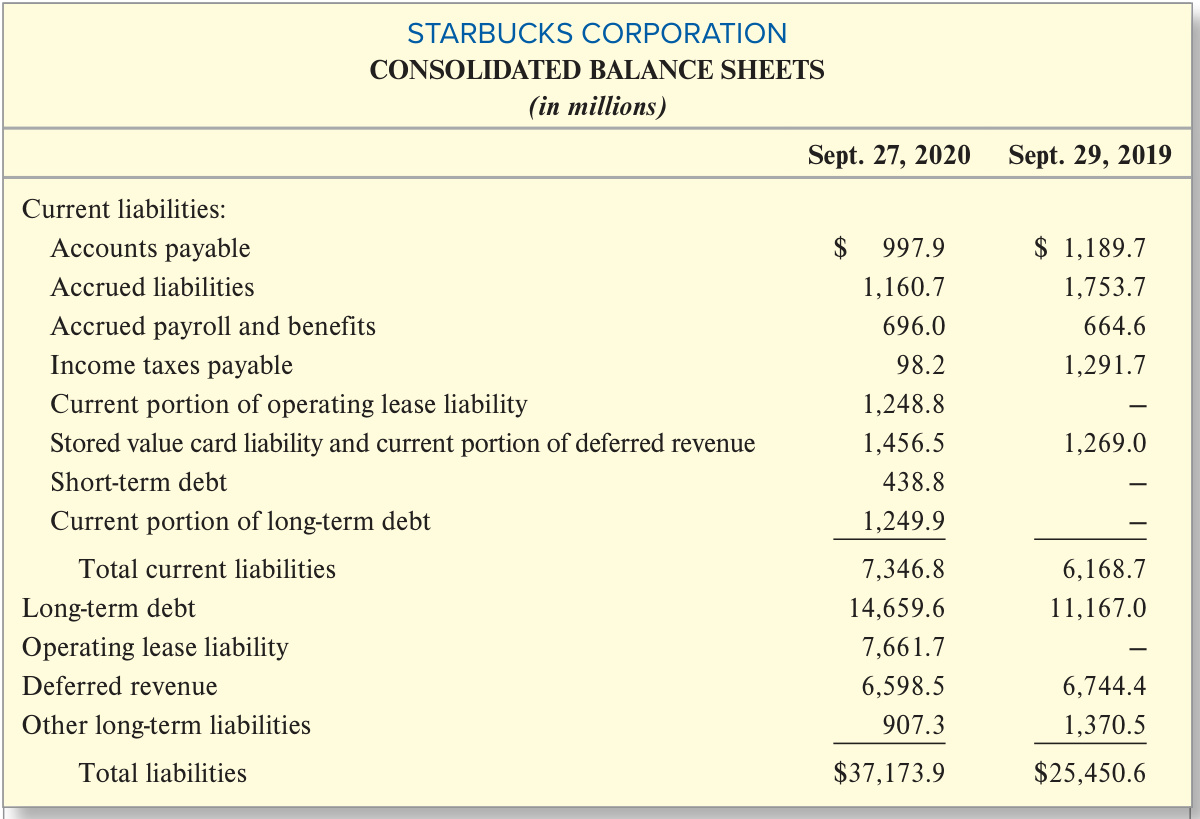 STARBUCKS CORPORATION
CONSOLIDATED BALANCE SHEETS
(in millions)
Sept. 27, 2020 Sept. 29, 2019
Current liabilities:
Accounts payable $ 997.9 $ 1,189.7
Accrued liabilities 1,160.7 1,753.7
Accrued payroll and benefits 696.0 664.6
Income taxes payable 98.2 1,291.7
Current portion of operating lease liability 1,248.8 –
Stored value card liability and current portion of deferred revenue 1,456.5 1,269.0
Short-term debt 438.8 –
Current portion of long-term debt 1,249.9 –
Total current liabilities 7,346.8 6,168.7
Long-term debt 14,659.6 11,167.0
Operating lease liability 7,661.7 –
Deferred revenue 6,598.5 6,744.4
Other long-term liabilities 907.3 1,370.5
Total liabilities $37,173.9 $25,450.6